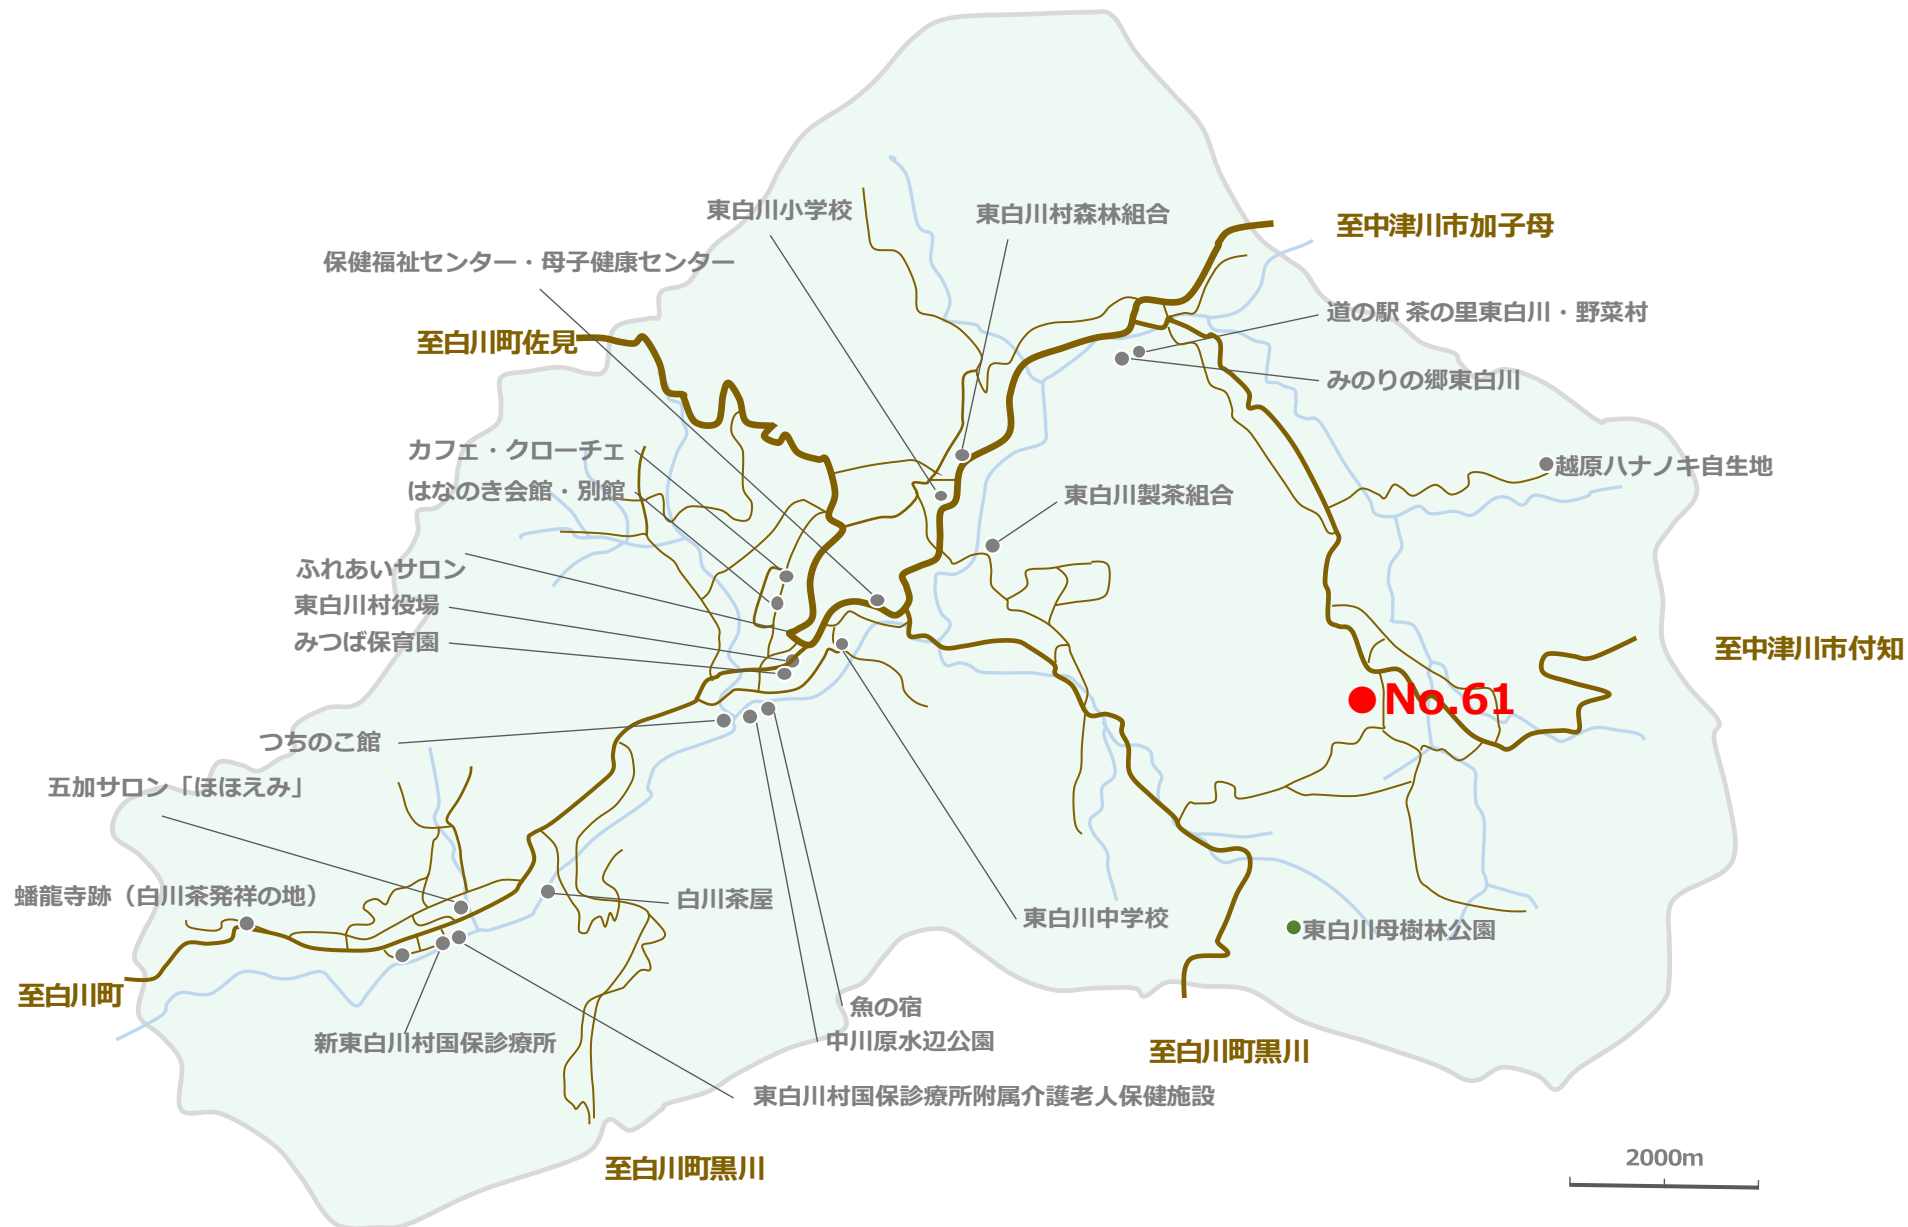 東白川小学校
東白川村森林組合
至中津川市加子母
保健福祉センター・母子健康センター
道の駅 茶の里東白川・野菜村
至白川町佐見
みのりの郷東白川
カフェ・クローチェ
越原ハナノキ自生地
はなのき会館・別館
東白川製茶組合
ふれあいサロン
東白川村役場
みつば保育園
至中津川市付知
No.61
つちのこ館
五加サロン「ほほえみ」
蟠龍寺跡（白川茶発祥の地）
白川茶屋
東白川中学校
東白川母樹林公園
至白川町
魚の宿
新東白川村国保診療所
中川原水辺公園
至白川町黒川
東白川村国保診療所附属介護老人保健施設
至白川町黒川
2000m